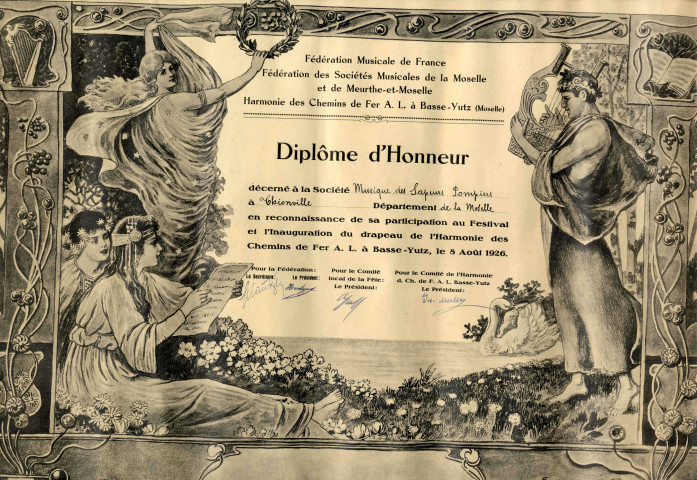 Fédération Musicale de France
Fédération des Sociétés Musicales de la Moselle
et de Meurthe-et-Moselle
Harmonie des Chemins de Fer A. L. à Basse-Yutz (Moselle)
Diplôme d'Honneur
décerné à la Société Musique des Sapeurs Pompiers
à Thionville Département de la Moselle
en reconnaissance de sa participation au Festival
et l'Inauguration du drapeau de l'Harmonie des
Chemins de Fer A. L. à Basse-Yutz, le 8 Août 1926.
Pour la Fédération: Pour le Comité Pour le Comité de l'Harmonie
Le Secrétaire: Le Président: local de la Fête: d. Ch. de F. A. L. Basse-Yutz
Le Président: Le Président: